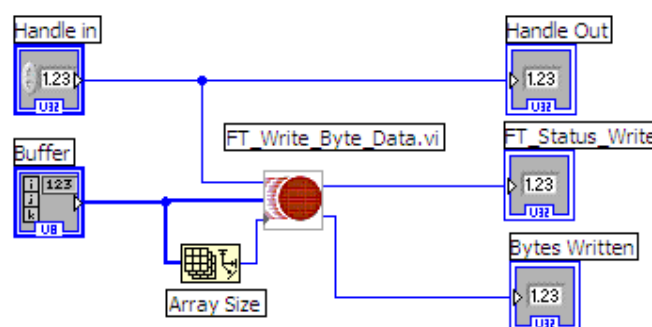 Handle in
Handle Out
1.23
1.23
U32
U32
FT_Write_Byte_Data.vi
FT_Status_Write
Buffer
1.23
i
j
k
123
U32
U8
Bytes Written
Array Size
1.23
U32